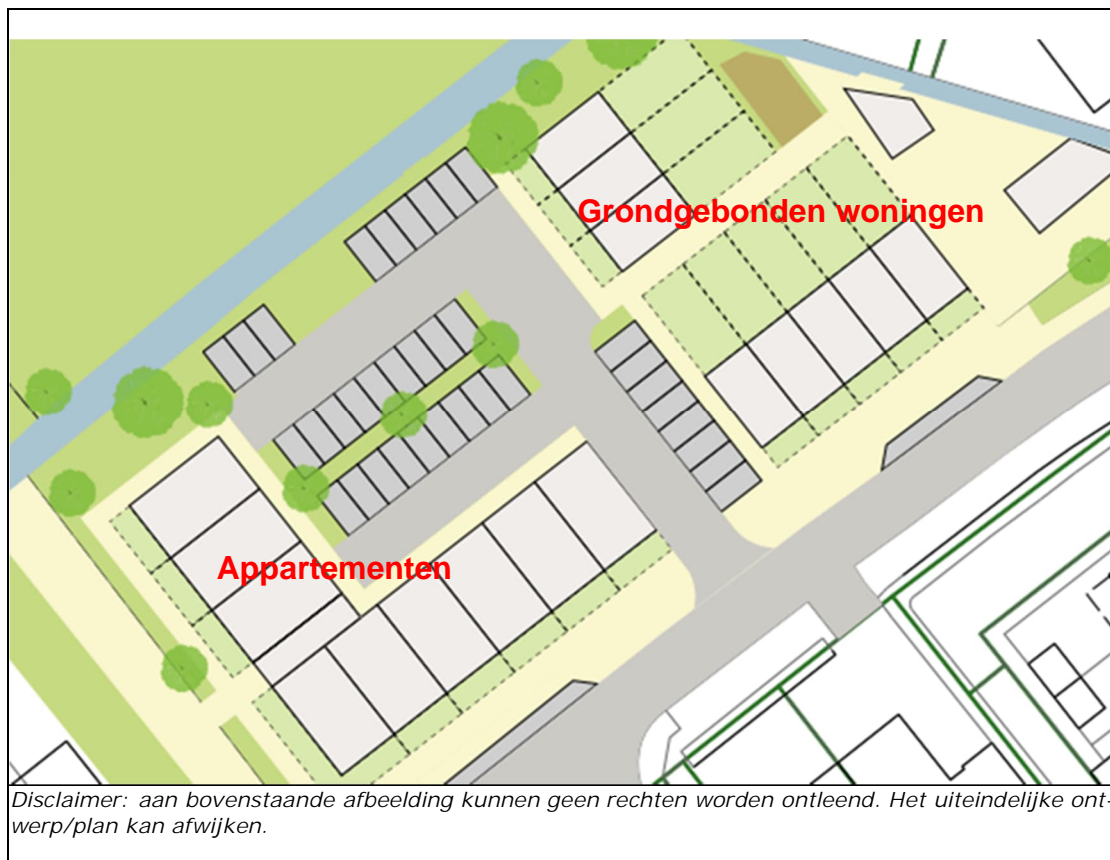 Grondgebonden woningen
Appartementen
Disclaimer: aan bovenstaande afbeelding kunnen geen rechten worden ontleend. Het uiteindelijke ont-
werp/plan kan afwijken.